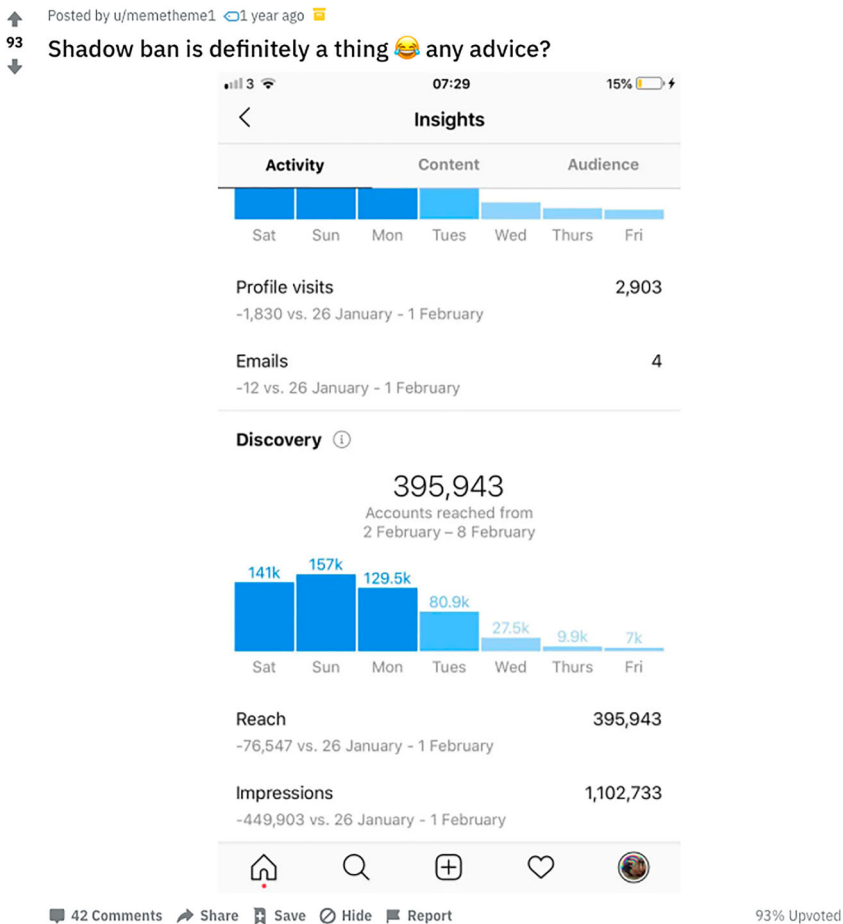 Posted by u/memetheme1 1 year ago
93
Shadow ban is definitely a thing 😂 any advice?
3 07:29 15%
Insights
Activity Content Audience
Sat Sun Mon Tues Wed Thurs Fri
Profile visits 2,903
-1,830 vs. 26 January - 1 February
Emails 4
-12 vs. 26 January - 1 February
Discovery
395,943
Accounts reached from
2 February – 8 February
141k 157k 129.5k 80.9k 27.5k 9.9k 7k
Sat Sun Mon Tues Wed Thurs Fri
Reach 395,943
-76,547 vs. 26 January - 1 February
Impressions 1,102,733
-449,903 vs. 26 January - 1 February
42 Comments Share Save Hide Report 93% Upvoted